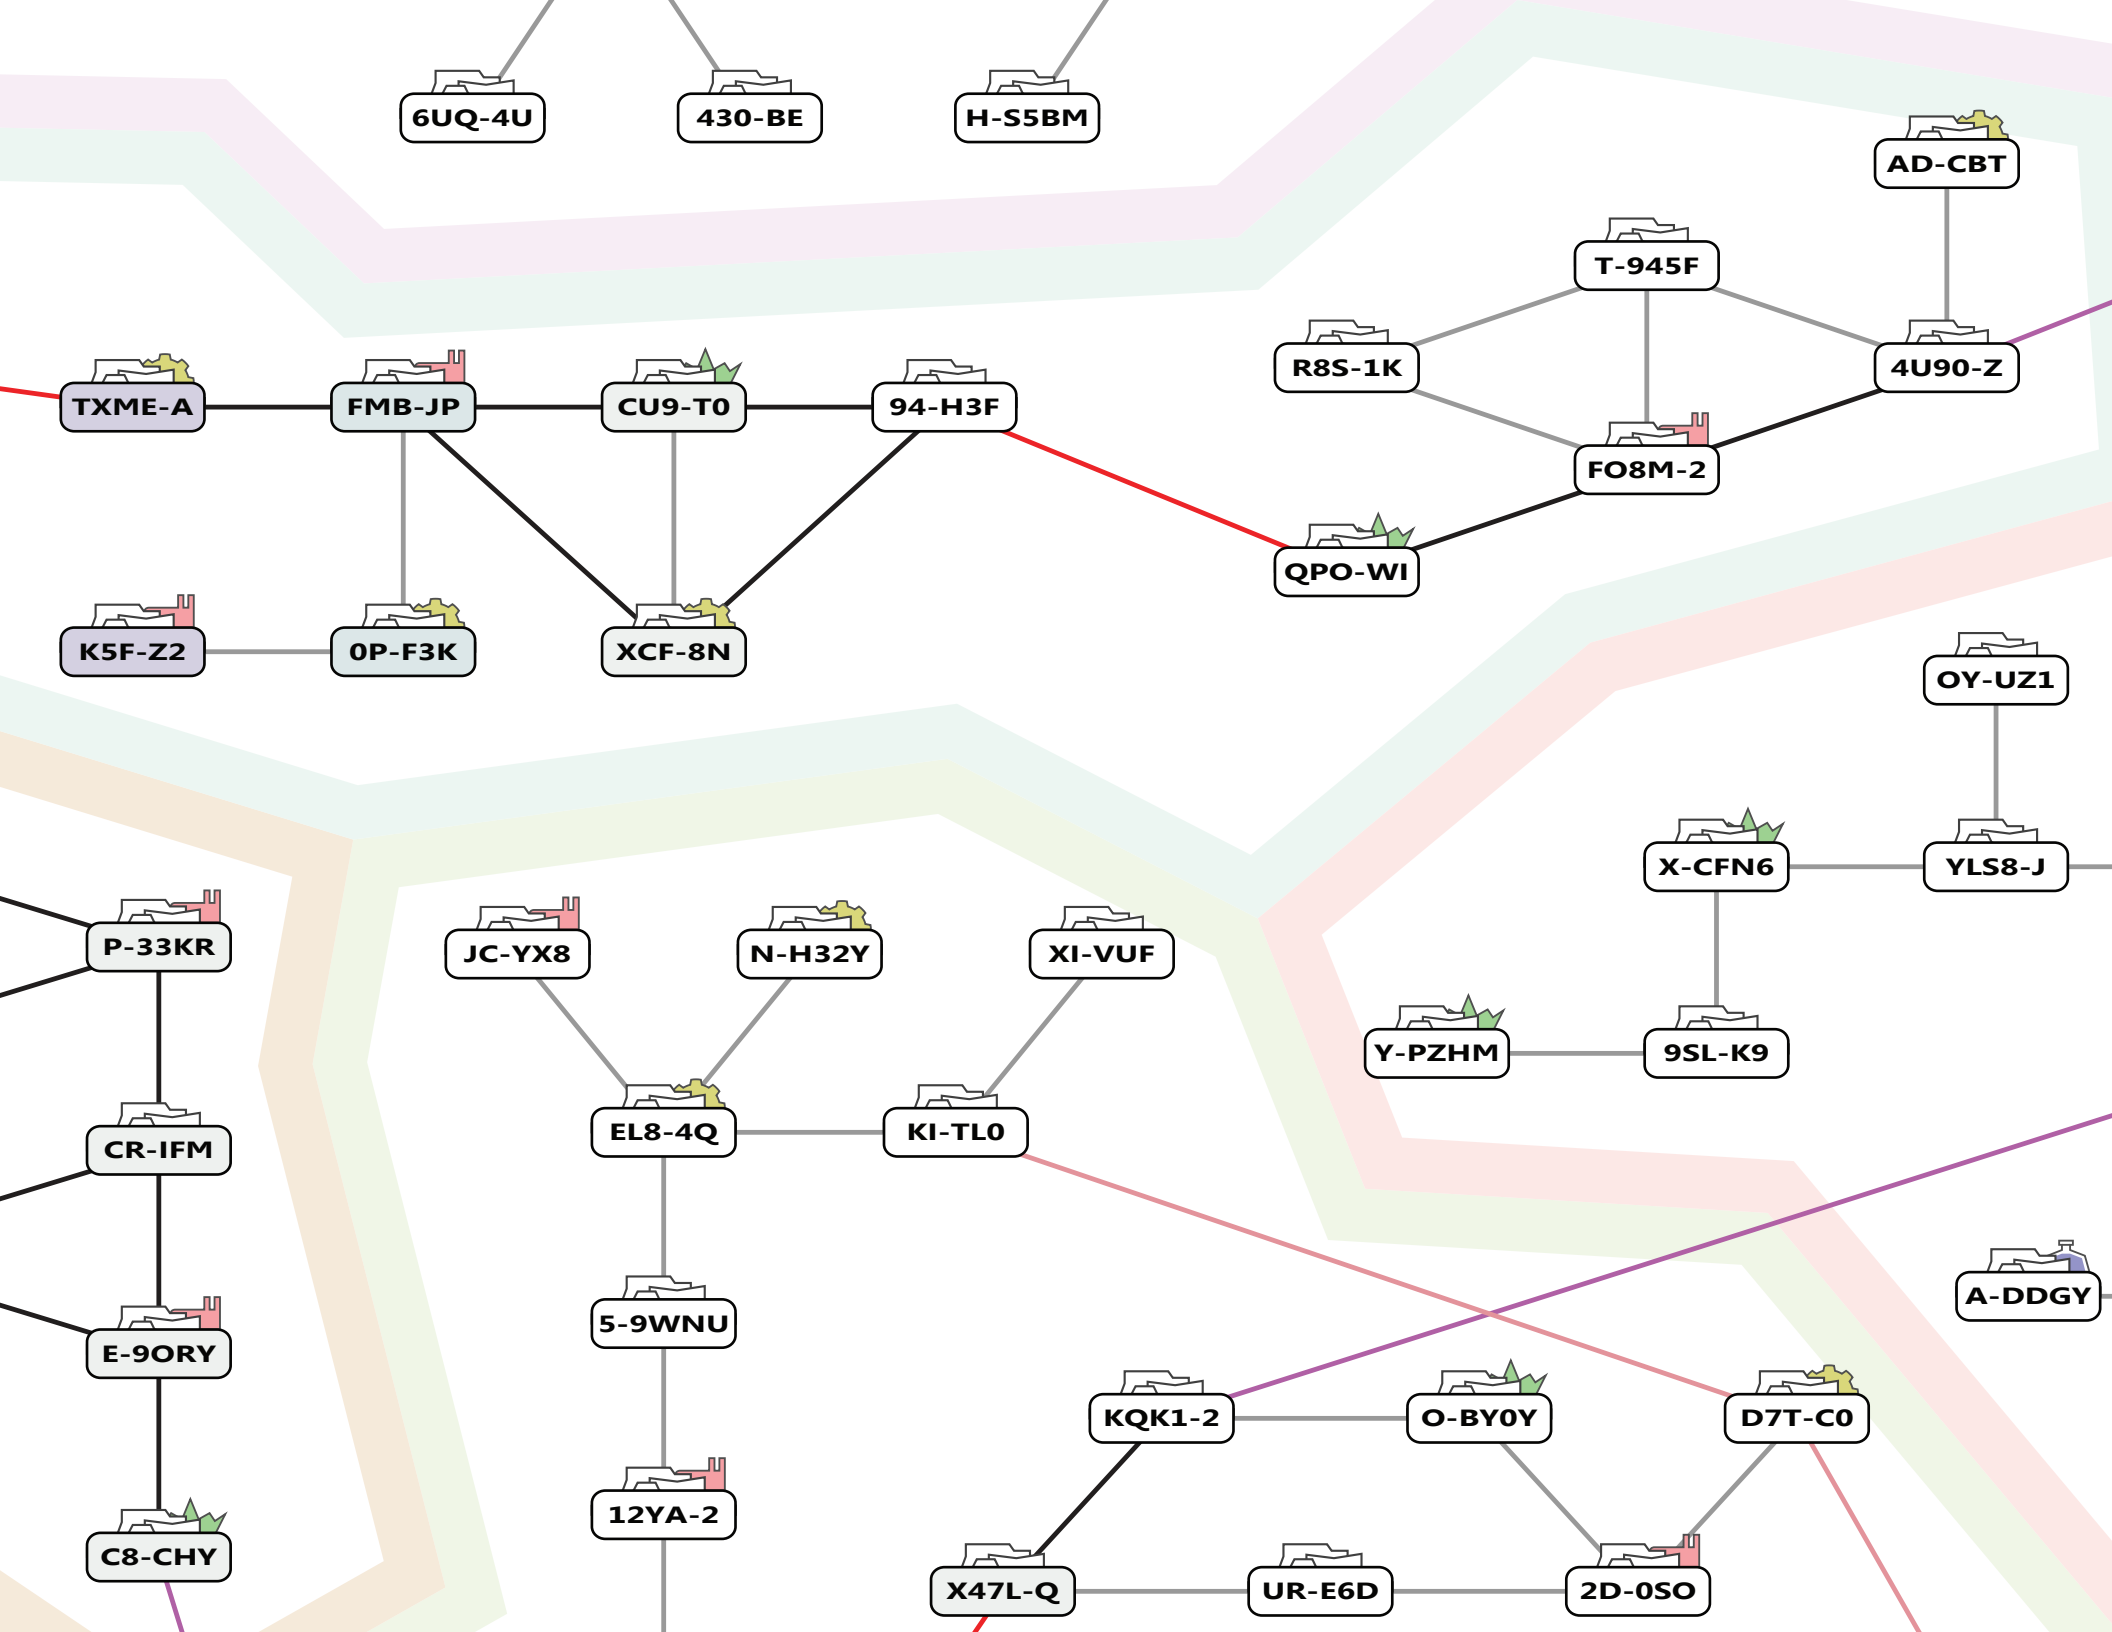 6UQ-4U
430-BE
H-S5BM
AD-CBT
T-945F
R8S-1K
4U90-Z
TXME-A
FMB-JP
CU9-T0
94-H3F
FO8M-2
QPO-WI
K5F-Z2
0P-F3K
XCF-8N
OY-UZ1
X-CFN6
YLS8-J
P-33KR
JC-YX8
N-H32Y
XI-VUF
Y-PZHM
9SL-K9
CR-IFM
EL8-4Q
KI-TL0
A-DDGY
5-9WNU
E-9ORY
KQK1-2
O-BY0Y
D7T-C0
12YA-2
C8-CHY
X47L-Q
UR-E6D
2D-0SO